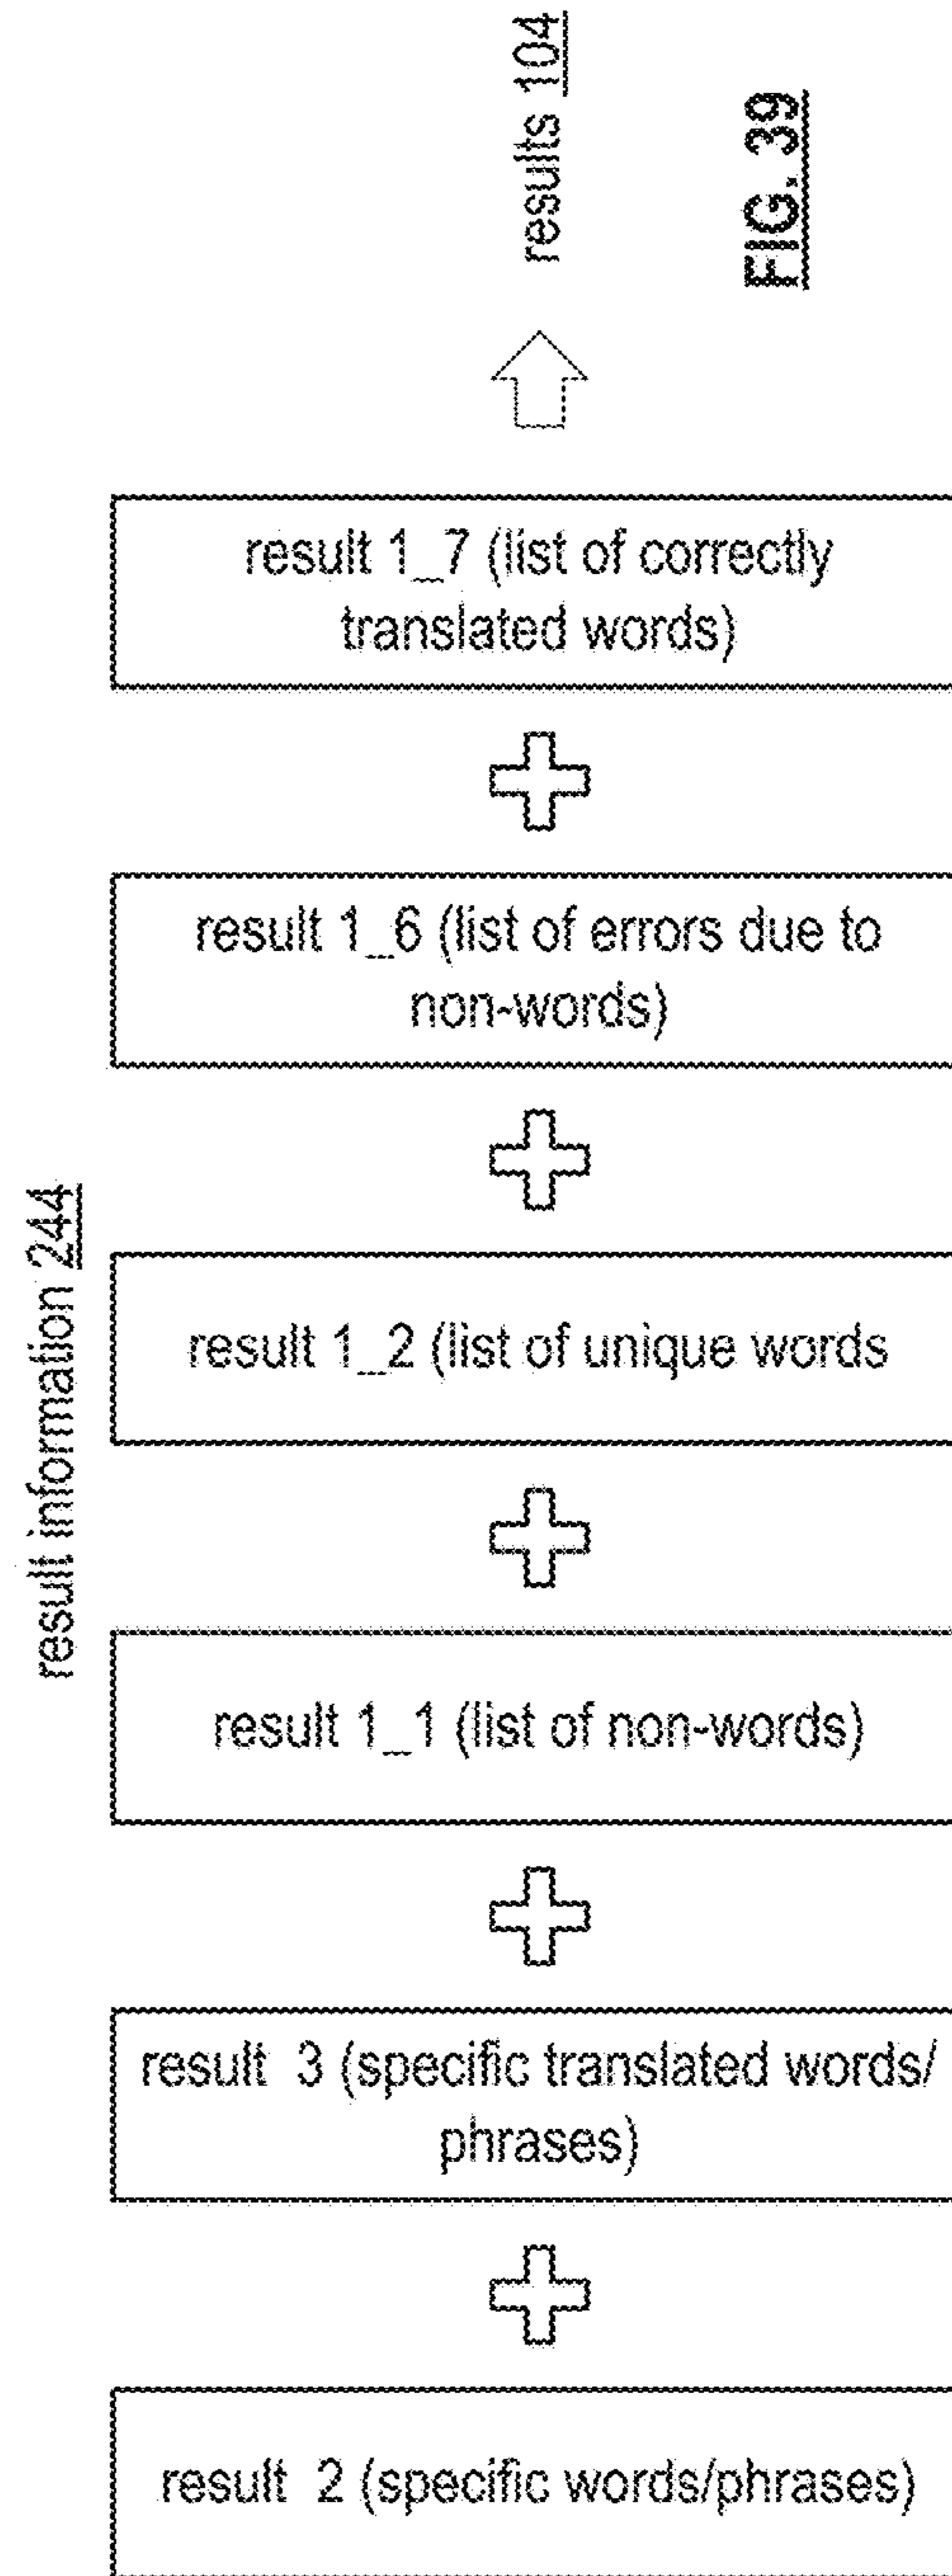 results 104
FIG. 39
result 1_7 (list of correctly
translated words)
result 1_6 (list of errors due to
non-words)
result information 244
result 1_2 (list of unique words
result 1_1 (list of non-words)
result 3 (specific translated words/
phrases)
result 2 (specific words/phrases)